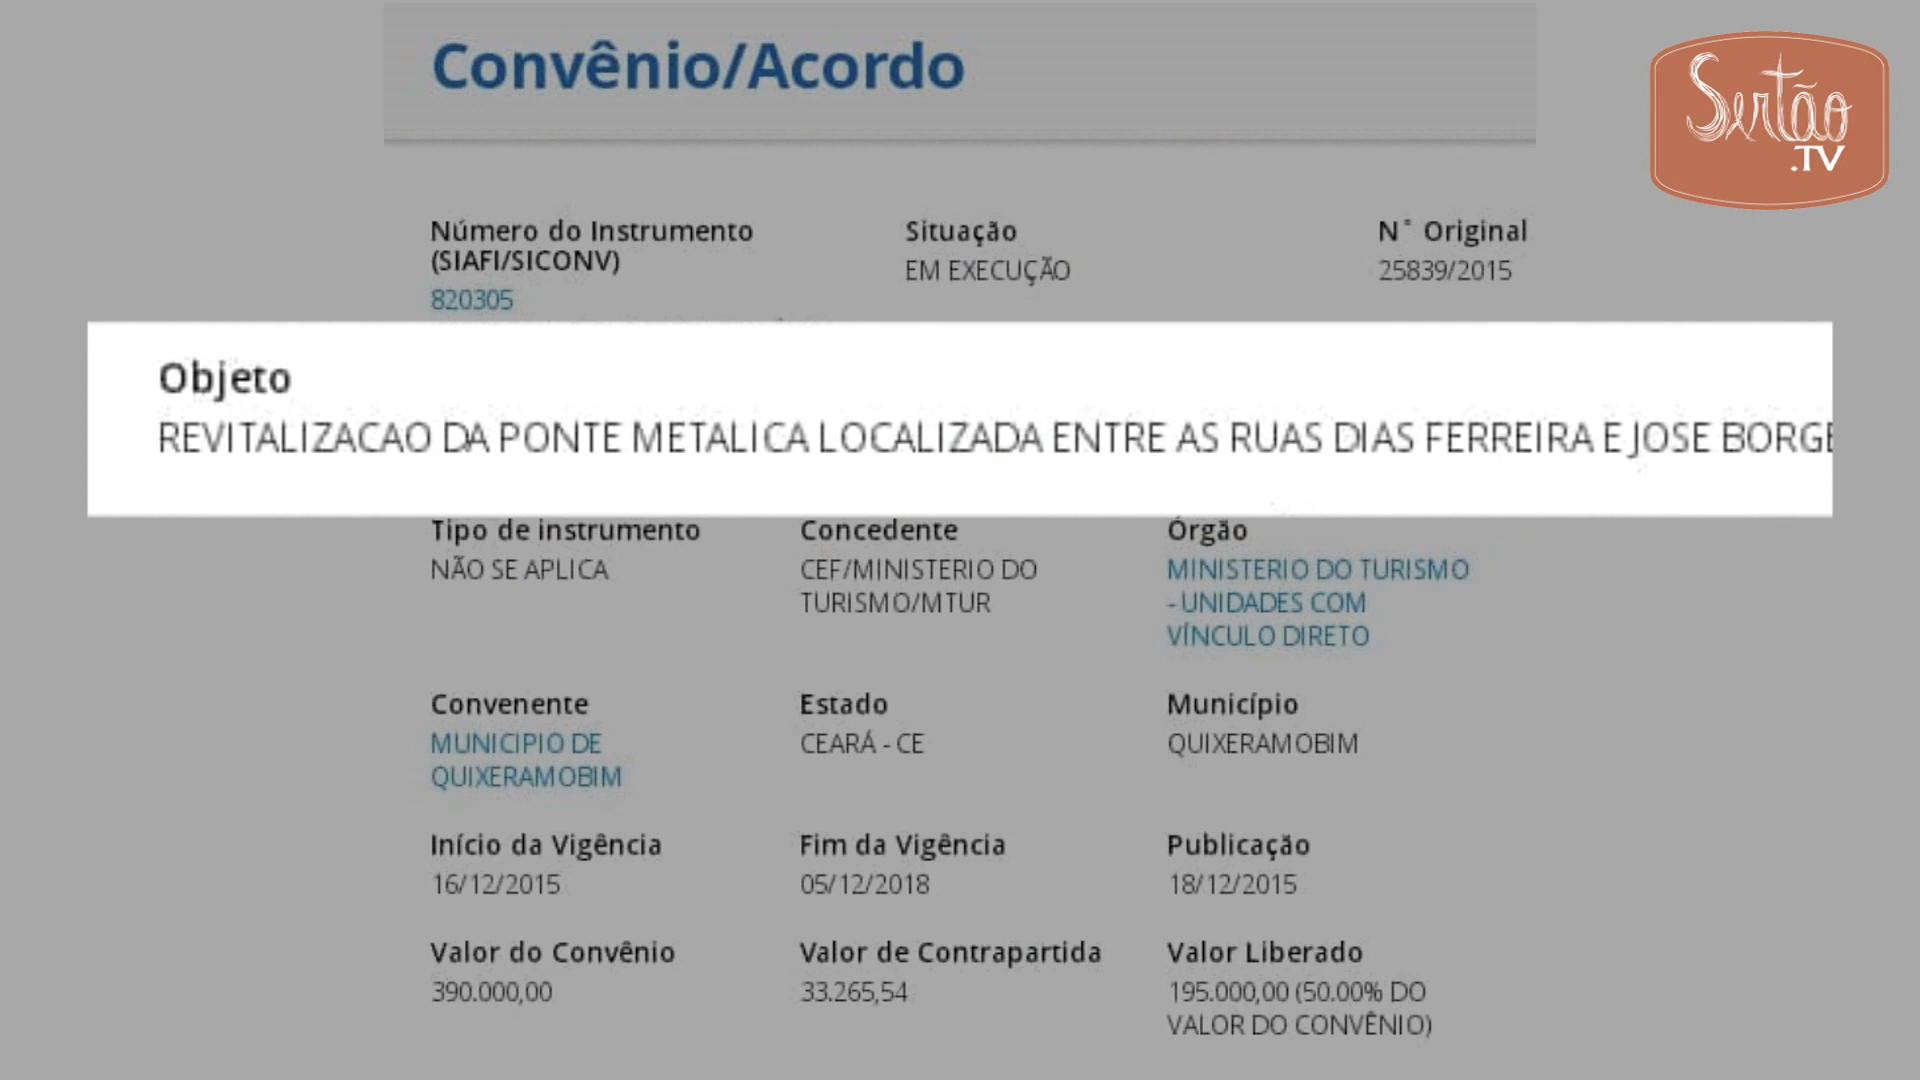 Convênio/Acordo
Sertão
.TV
Número do Instrumento
(SIAFI/SICONV)
820305
Situação
EM EXECUÇÃO
N° Original
25839/2015
Objeto
REVITALIZACAO DA PONTE METALICA LOCALIZADA ENTRE AS RUAS DIAS FERREIRA E JOSE
Tipo de instrumento
NÃO SE APLICA
Concedente
CEF/MINISTERIO DO
TURISMO/MTUR
Órgão
MINISTERIO DO TURISMO
- UNIDADES COM
VÍNCULO DIRETO
Convenente
MUNICIPIO DE
QUIXERAMOBIM
Estado
CEARÁ - CE
Município
QUIXERAMOBIM
Início da Vigência
16/12/2015
Fim da Vigência
05/12/2018
Publicação
18/12/2015
Valor do Convênio
390.000,00
Valor de Contrapartida
33.265,54
Valor Liberado
195.000,00 (50.00% DO
VALOR DO CONVÊNIO)